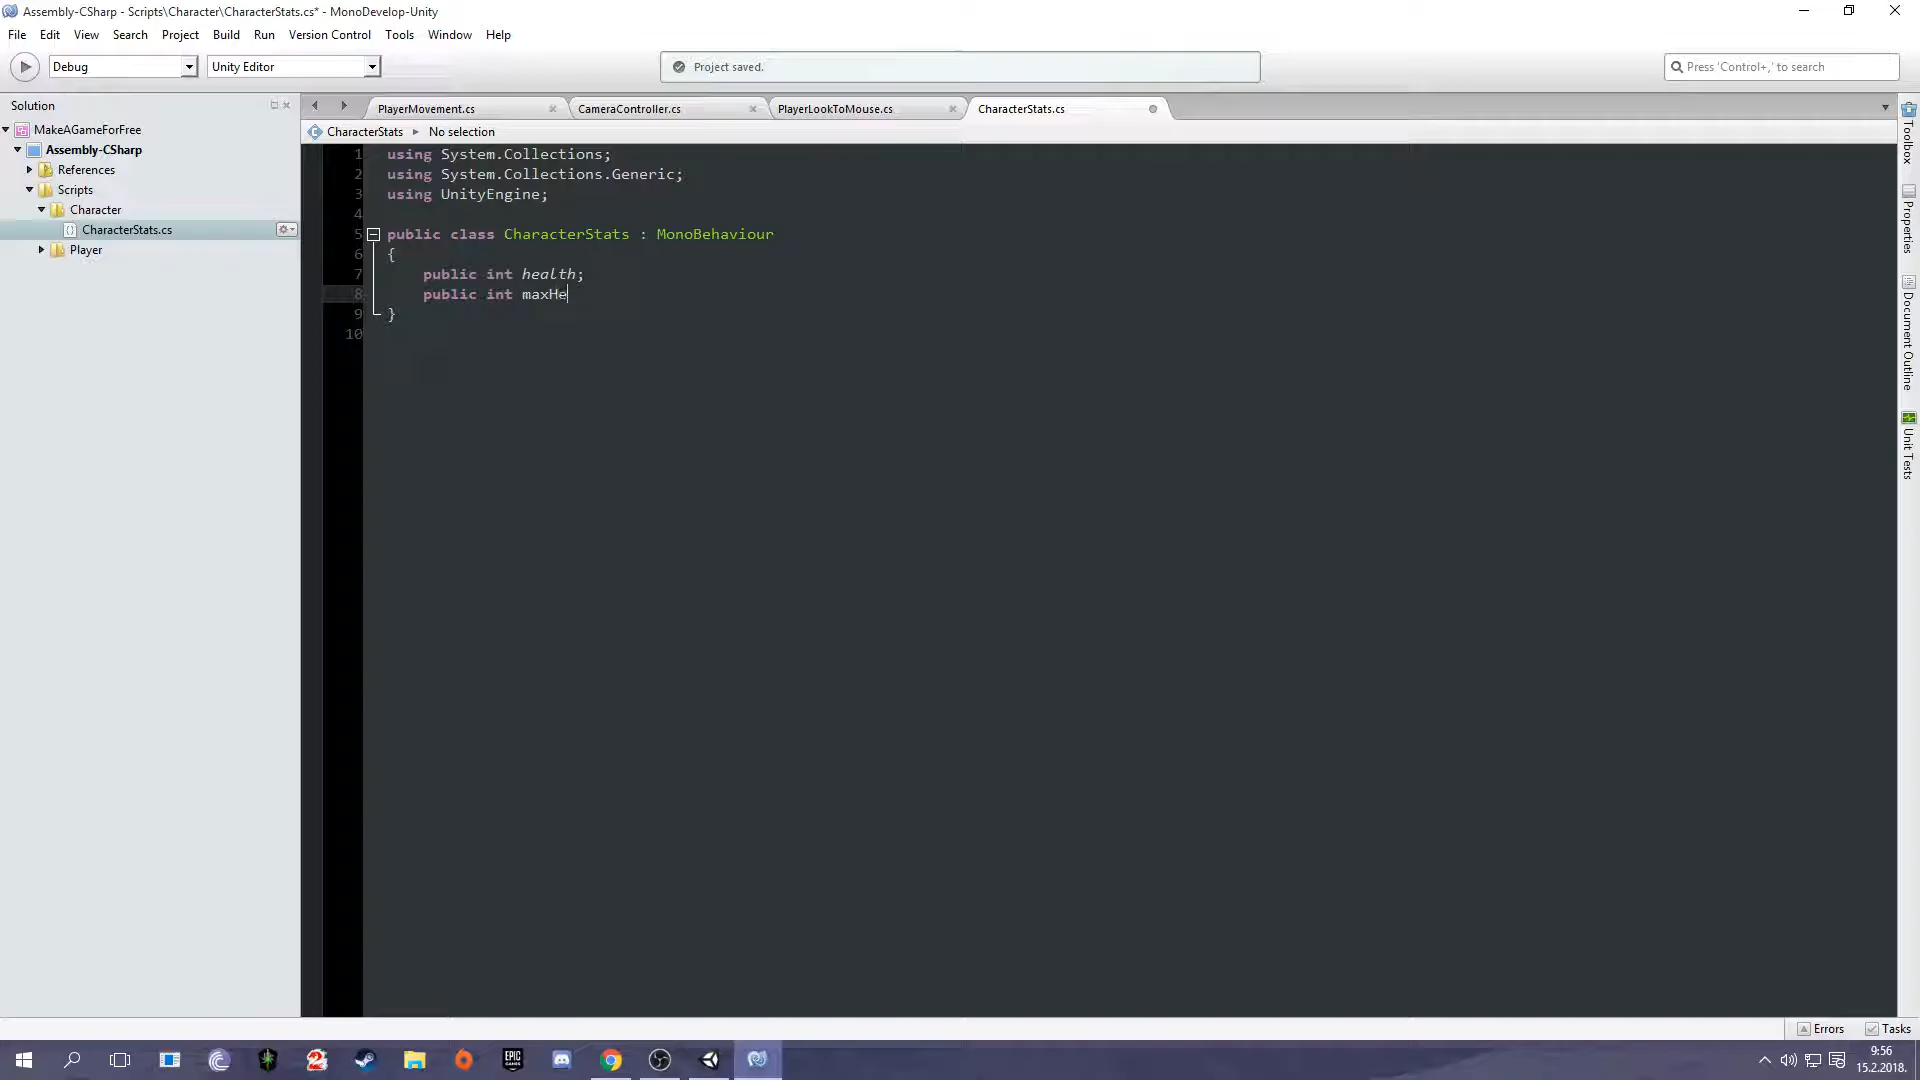 Assembly-CSharp - Scripts\Character\CharacterStats.cs* - MonoDevelop-Unity
File Edit View Search Project Build Run Version Control Tools Window Help
Debug
Unity Editor
Project saved.
Press 'Control+,' to search
Solution
MakeAGameForFree
Assembly-CSharp
References
Scripts
Character
CharacterStats.cs
Player
PlayerMovement.cs
CameraController.cs
PlayerLookToMouse.cs
CharacterStats.cs
CharacterStats
No selection
1 using System.Collections;
2 using System.Collections.Generic;
3 using UnityEngine;
4
5 public class CharacterStats : MonoBehaviour
6 {
7 public int health;
8 public int maxHe
9 }
10
Toolbox
Properties
Document Outline
Unit Tests
Errors
Tasks
2
EPIC GAMES
9:56
15.2.2018.